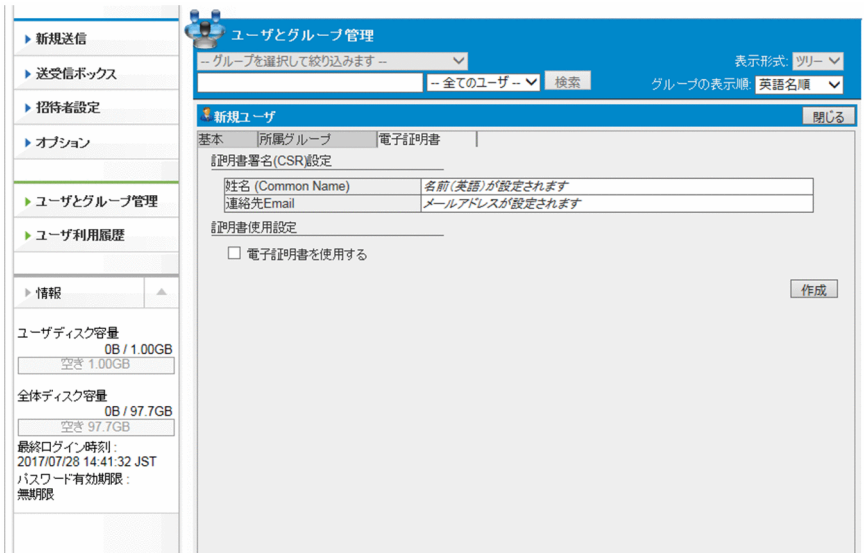 新規送信
送受信ボックス
招待者設定
オプション
ユーザとグループ管理
ユーザ利用履歴
情報
ユーザディスク容量
0B / 1.00GB
空き 1.00GB
全体ディスク容量
0B / 97.7GB
空き 97.7GB
最終ログイン時刻 :
2017/07/28 14:41:32 JST
パスワード有効期限 :
無期限
ユーザとグループ管理
-- グループを選択して絞り込みます --
表示形式: ツリー
-- 全てのユーザ -- 検索
グループの表示順: 英語名順
新規ユーザ 閉じる
基本 所属グループ 電子証明書
証明書署名(CSR)設定
姓名 (Common Name) 名前(英語)が設定されます
連絡先Email メールアドレスが設定されます
証明書使用設定
電子証明書を使用する
作成